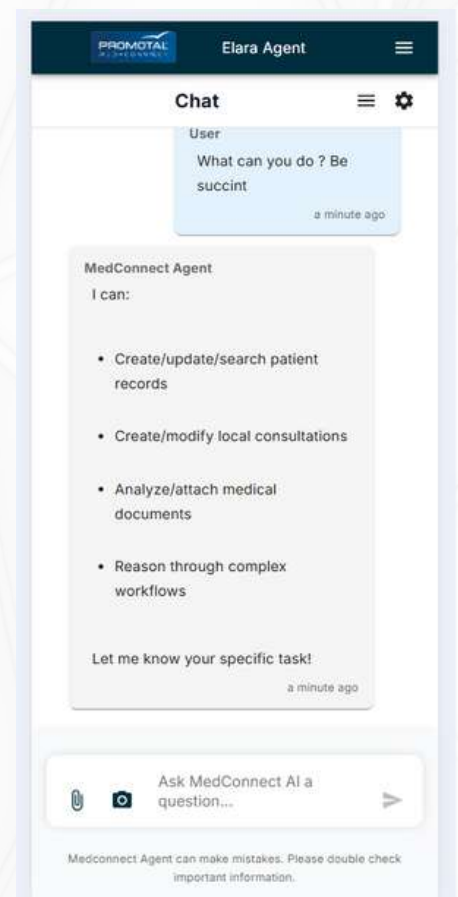 PROMOTAL
MEDCONNECT
Elara Agent
Chat
User
What can you do ? Be
succint
a minute ago
MedConnect Agent
I can:
• Create/update/search patient
records
• Create/modify local consultations
• Analyze/attach medical
documents
• Reason through complex
workflows
Let me know your specific task!
a minute ago
Ask MedConnect AI a
question...
Medconnect Agent can make mistakes. Please double check
important information.